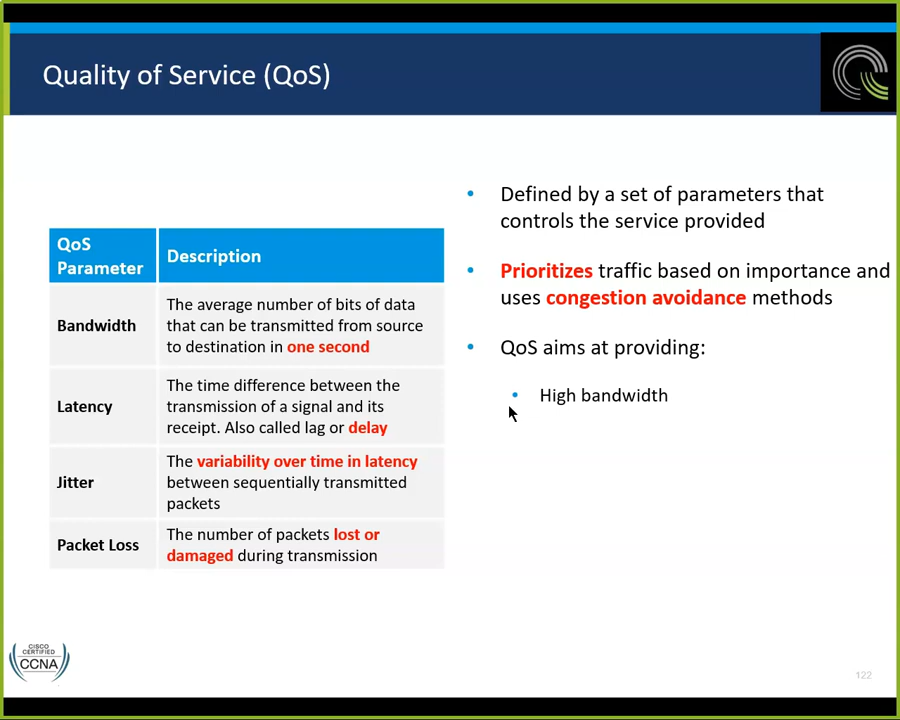 Quality of Service (QoS)
QoS
Parameter
Description
Bandwidth
The average number of bits of data
that can be transmitted from source
to destination in one second
Latency
The time difference between the
transmission of a signal and its
receipt. Also called lag or delay
Jitter
The variability over time in latency
between sequentially transmitted
packets
Packet Loss
The number of packets lost or
damaged during transmission
• Defined by a set of parameters that
controls the service provided
• Prioritizes traffic based on importance and
uses congestion avoidance methods
• QoS aims at providing:
• High bandwidth
CISCO
CERTIFIED
CCNA
122